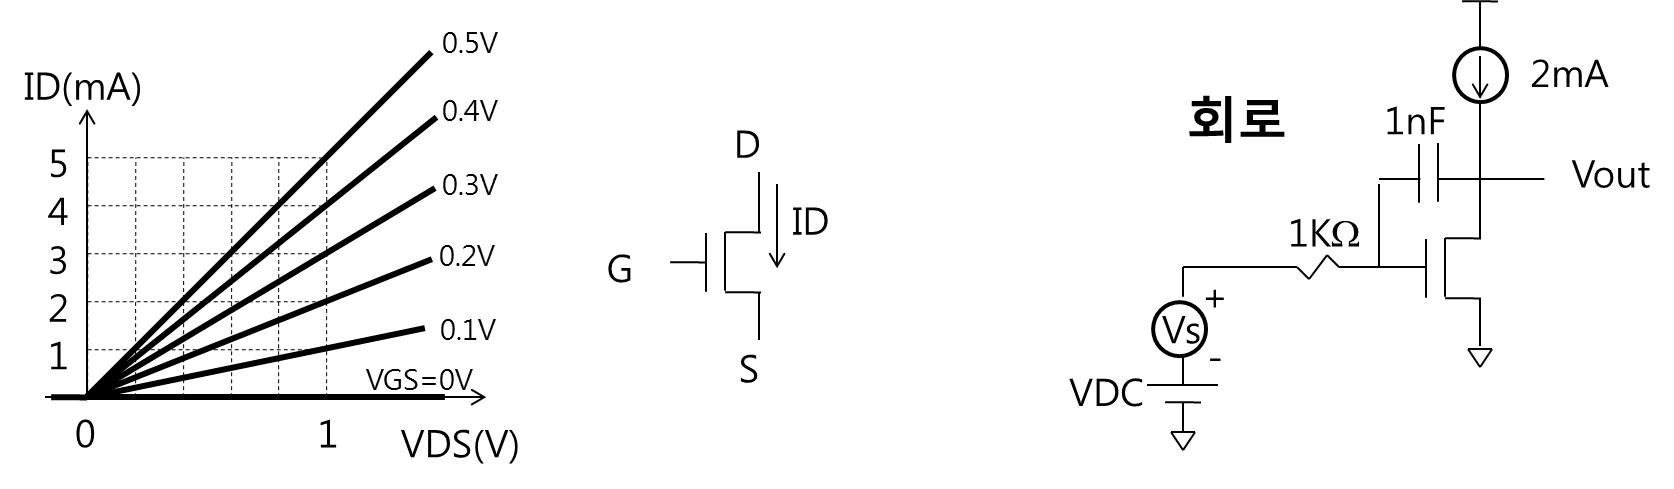 ID(mA)
5
4
3
2
1
0
1
VDS(V)
0.5V
0.4V
0.3V
0.2V
0.1V
VGS=0V
D
ID
G
S
회로
2mA
1nF
Vout
1KΩ
+
Vs
-
VDC